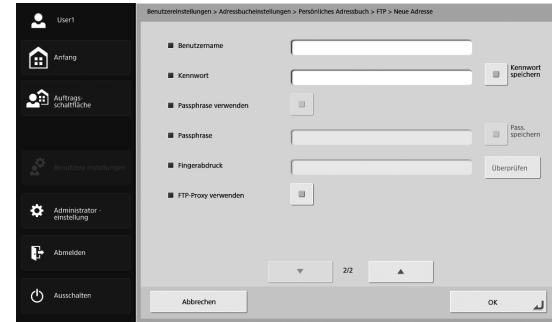 User1
Anfang
Auftrags-
schaltfläche
Benutzereinstellungen
Administrator -
einstellung
Abmelden
Ausschalten
Benutzereinstellungen > Adressbucheinstellungen > Persönliches Adressbuch > FTP > Neue Adresse
Benutzername
Kennwort
Kennwort
speichern
Passphrase verwenden
Passphrase
Pass.
speichern
Fingerabdruck
Überprüfen
FTP-Proxy verwenden
2/2
Abbrechen
OK